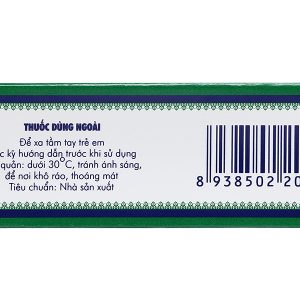 THUỐC DÙNG NGOÀI
Để xa tầm tay trẻ em
c kỹ hướng dẫn trước khi sử dụng
quản: dưới 30°C, tránh ánh sáng,
để nơi khô ráo, thoáng mát
Tiêu chuẩn: Nhà sản xuất
8 938502 20